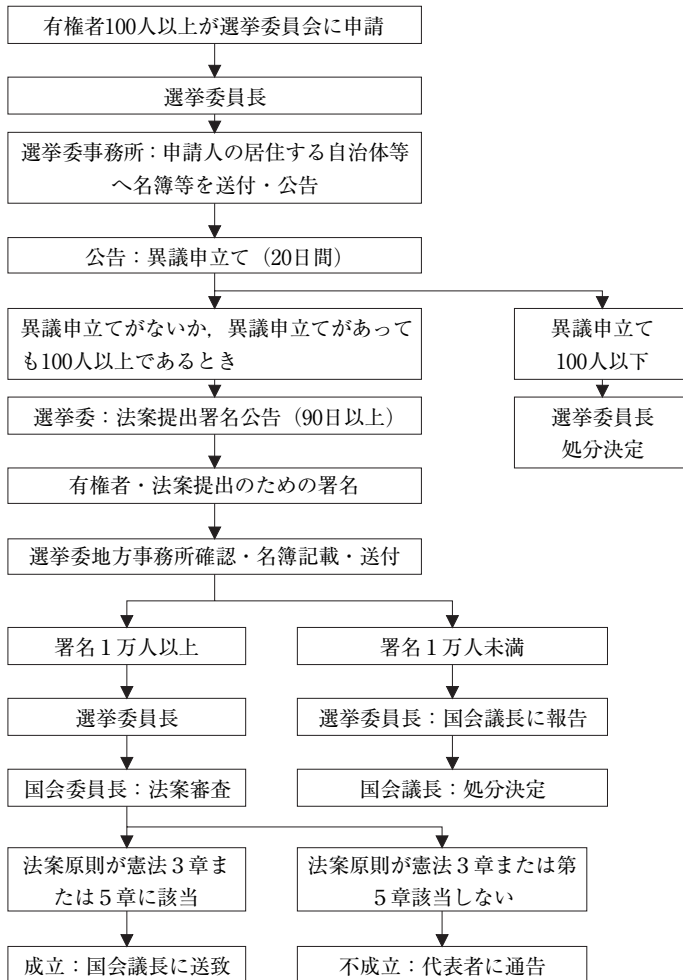 有権者100人以上が選挙委員会に申請
選挙委員長
選挙委事務所：申請人の居住する自治体等
へ名簿等を送付・公告
公告：異議申立て（20日間）
異議申立てがないか，異議申立てがあって
も100人以上であるとき
異議申立て
100人以下
選挙委：法案提出署名公告（90日以上）
選挙委員長
処分決定
有権者・法案提出のための署名
選挙委地方事務所確認・名簿記載・送付
署名１万人以上
署名１万人未満
選挙委員長
選挙委員長：国会議長に報告
国会委員長：法案審査
国会議長：処分決定
法案原則が憲法３章ま
たは５章に該当
法案原則が憲法３章または第
５章該当しない
成立：国会議長に送致
不成立：代表者に通告